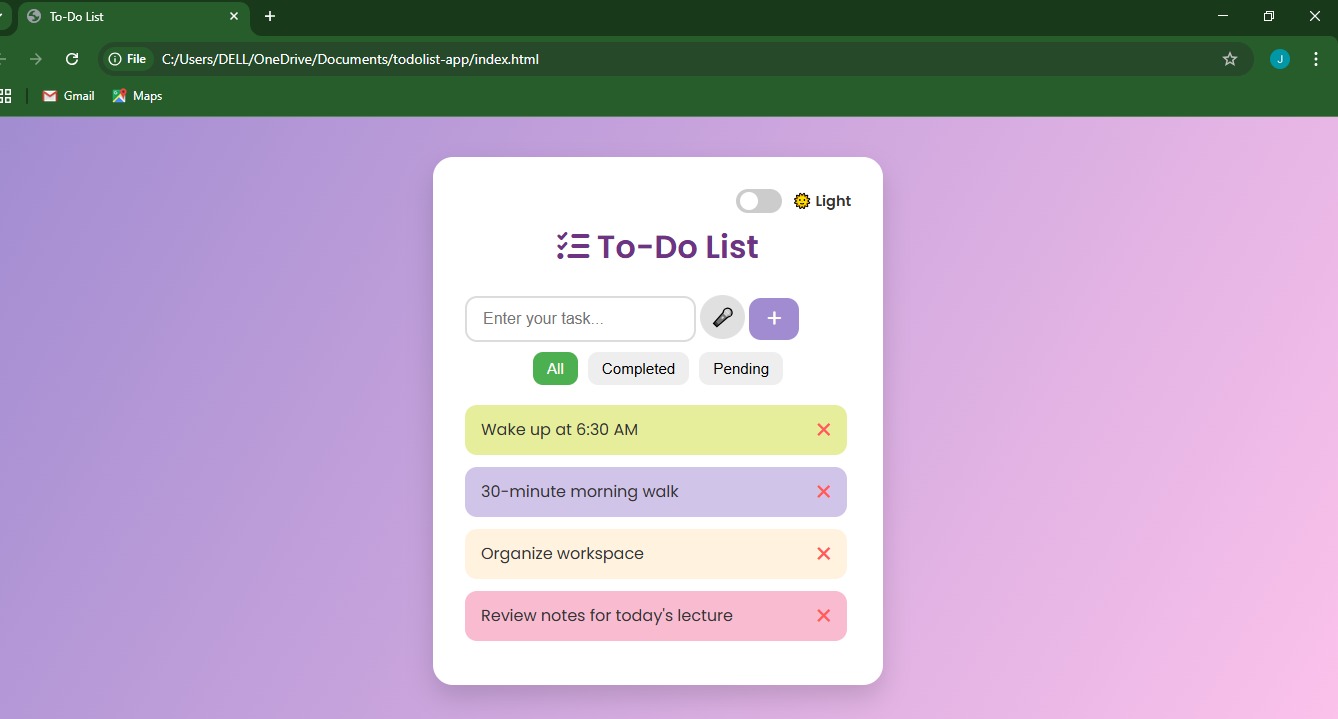 To-Do List
File C:/Users/DELL/OneDrive/Documents/todolist-app/index.html
J
Gmail Maps
Light
To-Do List
Enter your task...
+
All Completed Pending
Wake up at 6:30 AM
30-minute morning walk
Organize workspace
Review notes for today's lecture